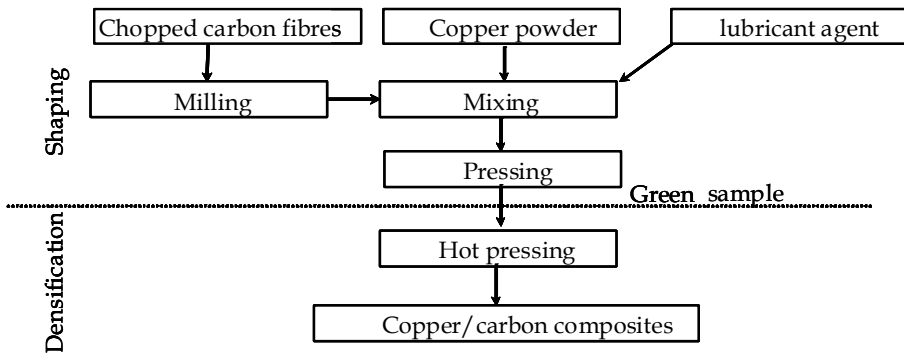 Chopped carbon fibres
Copper powder
lubricant agent
Shaping
Milling
Mixing
Pressing
Green sample
Densification
Hot pressing
Copper/carbon composites